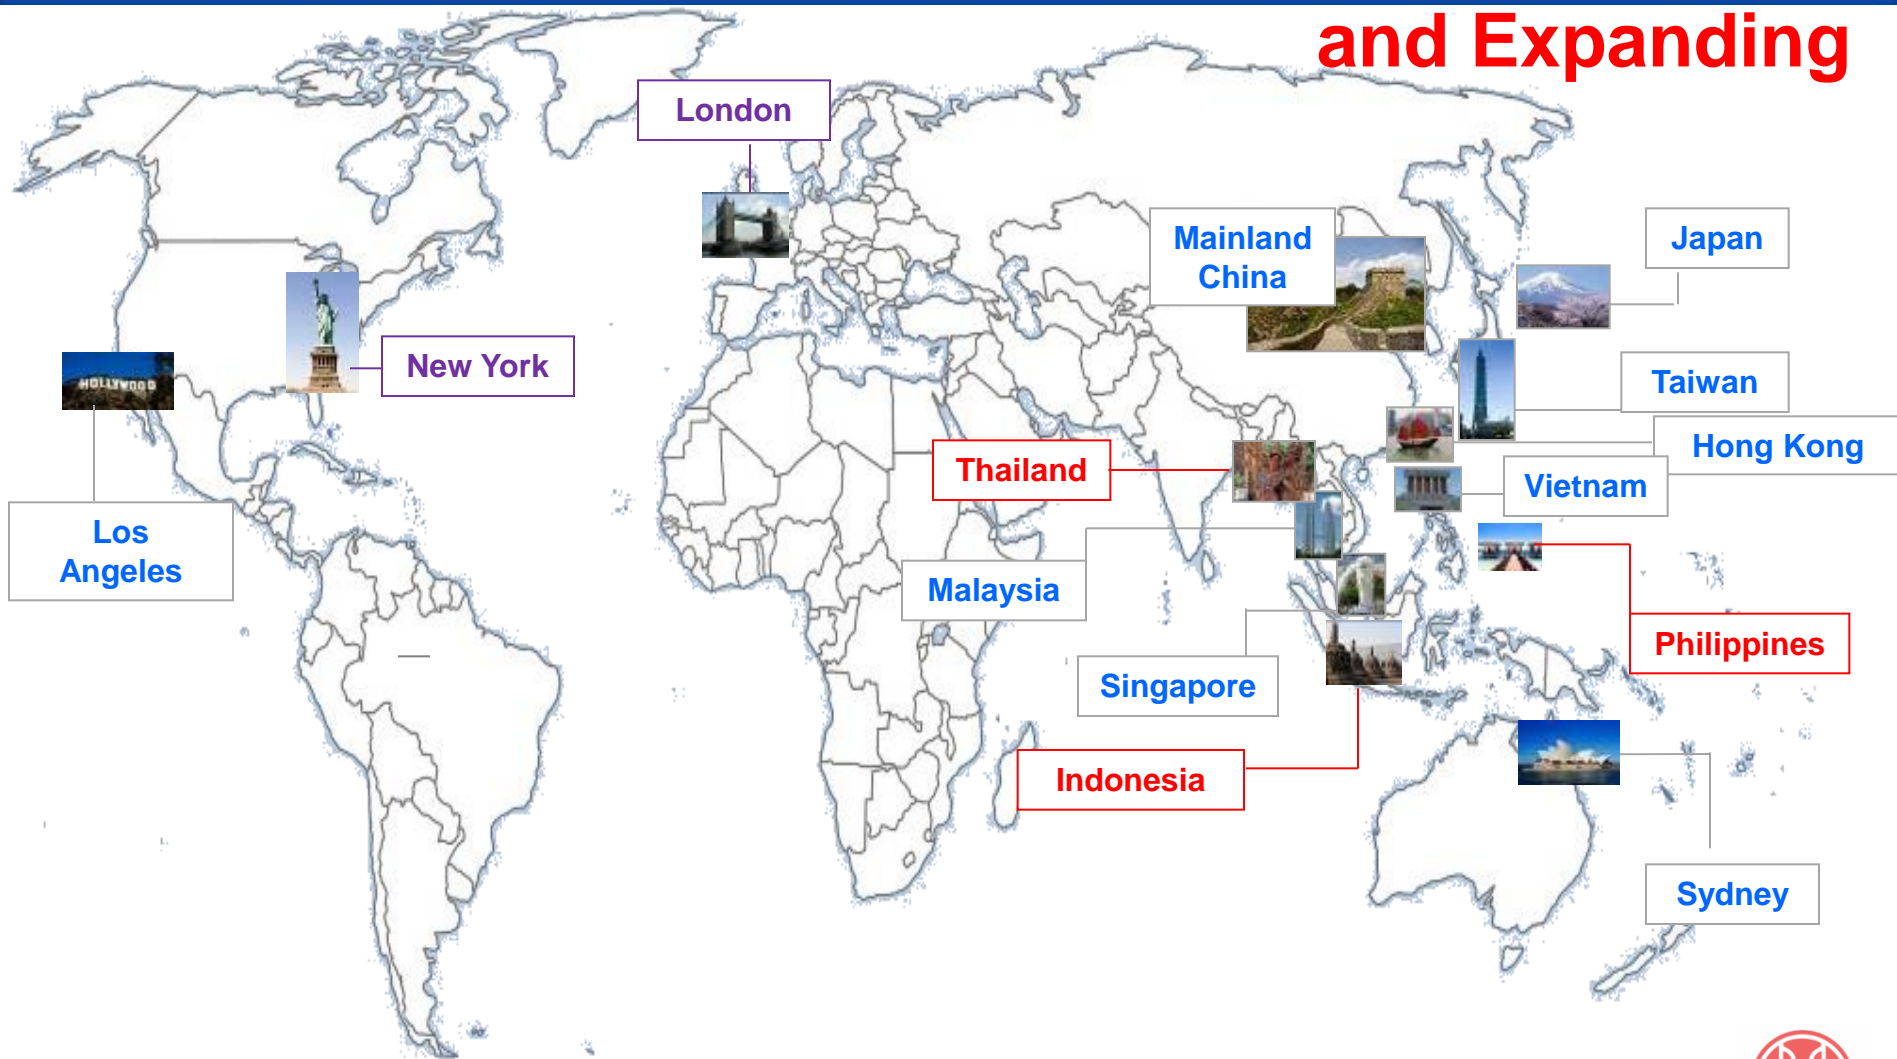 and Expanding
London
Mainland
China
Japan
New York
Taiwan
Hong Kong
Thailand
Vietnam
Los
Angeles
Malaysia
Philippines
Singapore
Indonesia
Sydney
HOLLYWOOD